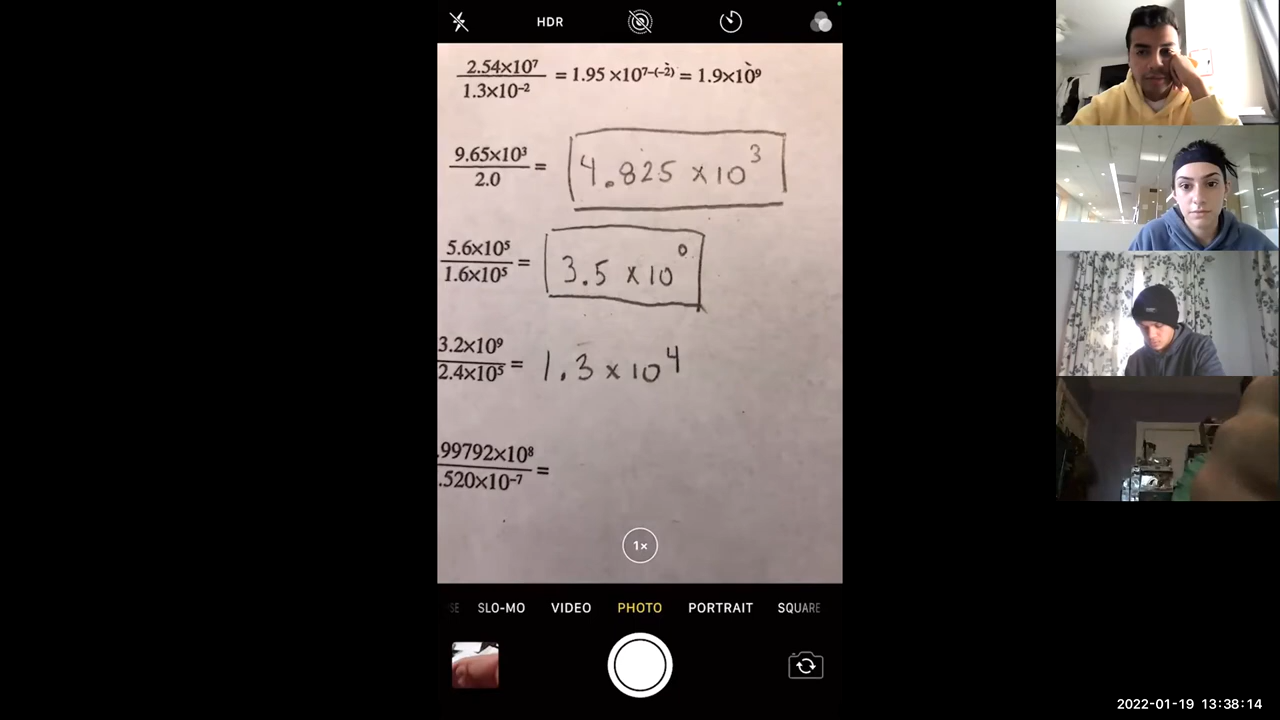 HDR
2.54×10⁷
1.3×10⁻² = 1.95 ×10⁷⁻⁽⁻²⁾ = 1.9×10⁹
9.65×10³
2.0 = 4.825 × 10³
5.6×10⁵
1.6×10⁵ = 3.5 × 10⁰
3.2×10⁹
2.4×10⁵ = 1.3 × 10⁴
.99792×10⁸
.520×10⁻⁷ =
1×
SE SLO-MO VIDEO PHOTO PORTRAIT SQUARE
2022-01-19 13:38:14